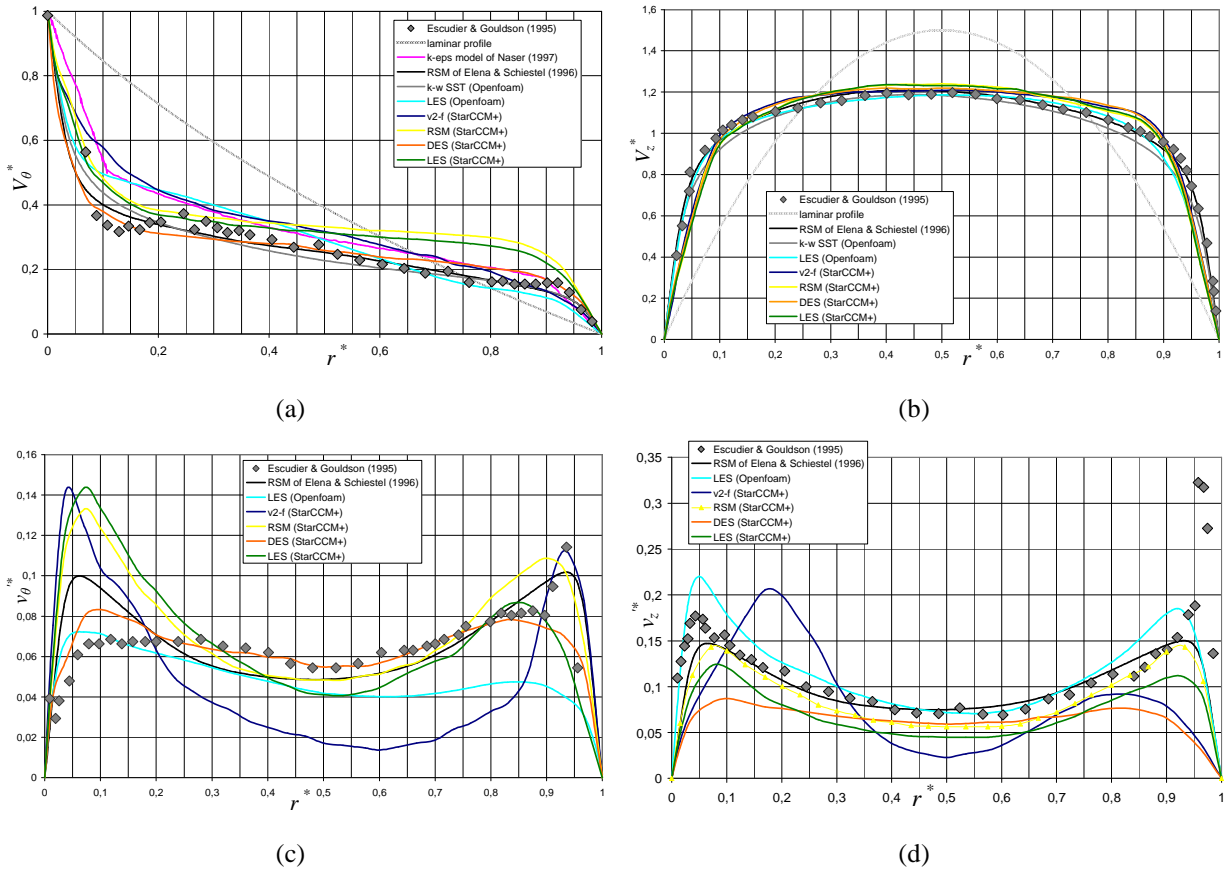 1
0,8
0,6
0,4
0,2
0
V_θ^*
0
0,2
0,4
0,6
0,8
1
r^*
Escudier & Gouldson (1995)
laminar profile
k-eps model of Naser (1997)
RSM of Elena & Schiestel (1996)
k-w SST (Openfoam)
LES (Openfoam)
v2-f (StarCCM+)
RSM (StarCCM+)
DES (StarCCM+)
LES (StarCCM+)
(a)
1,6
1,4
1,2
1
0,8
0,6
0,4
0,2
0
V_z^*
0
0,1
0,2
0,3
0,4
0,5
0,6
0,7
0,8
0,9
1
r^*
Escudier & Gouldson (1995)
laminar profile
RSM of Elena & Schiestel (1996)
k-w SST (Openfoam)
LES (Openfoam)
v2-f (StarCCM+)
RSM (StarCCM+)
DES (StarCCM+)
LES (StarCCM+)
(b)
0,16
0,14
0,12
0,1
0,08
0,06
0,04
0,02
0
v_θ^'*
0
0,1
0,2
0,3
0,4
0,5
0,6
0,7
0,8
0,9
1
r^*
Escudier & Gouldson (1995)
RSM of Elena & Schiestel (1996)
LES (Openfoam)
v2-f (StarCCM+)
RSM (StarCCM+)
DES (StarCCM+)
LES (StarCCM+)
(c)
0,35
0,3
0,25
0,2
0,15
0,1
0,05
0
v_z^'*
0
0,1
0,2
0,3
0,4
0,5
0,6
0,7
0,8
0,9
1
r^*
Escudier & Gouldson (1995)
RSM of Elena & Schiestel (1996)
LES (Openfoam)
v2-f (StarCCM+)
RSM (StarCCM+)
DES (StarCCM+)
LES (StarCCM+)
(d)